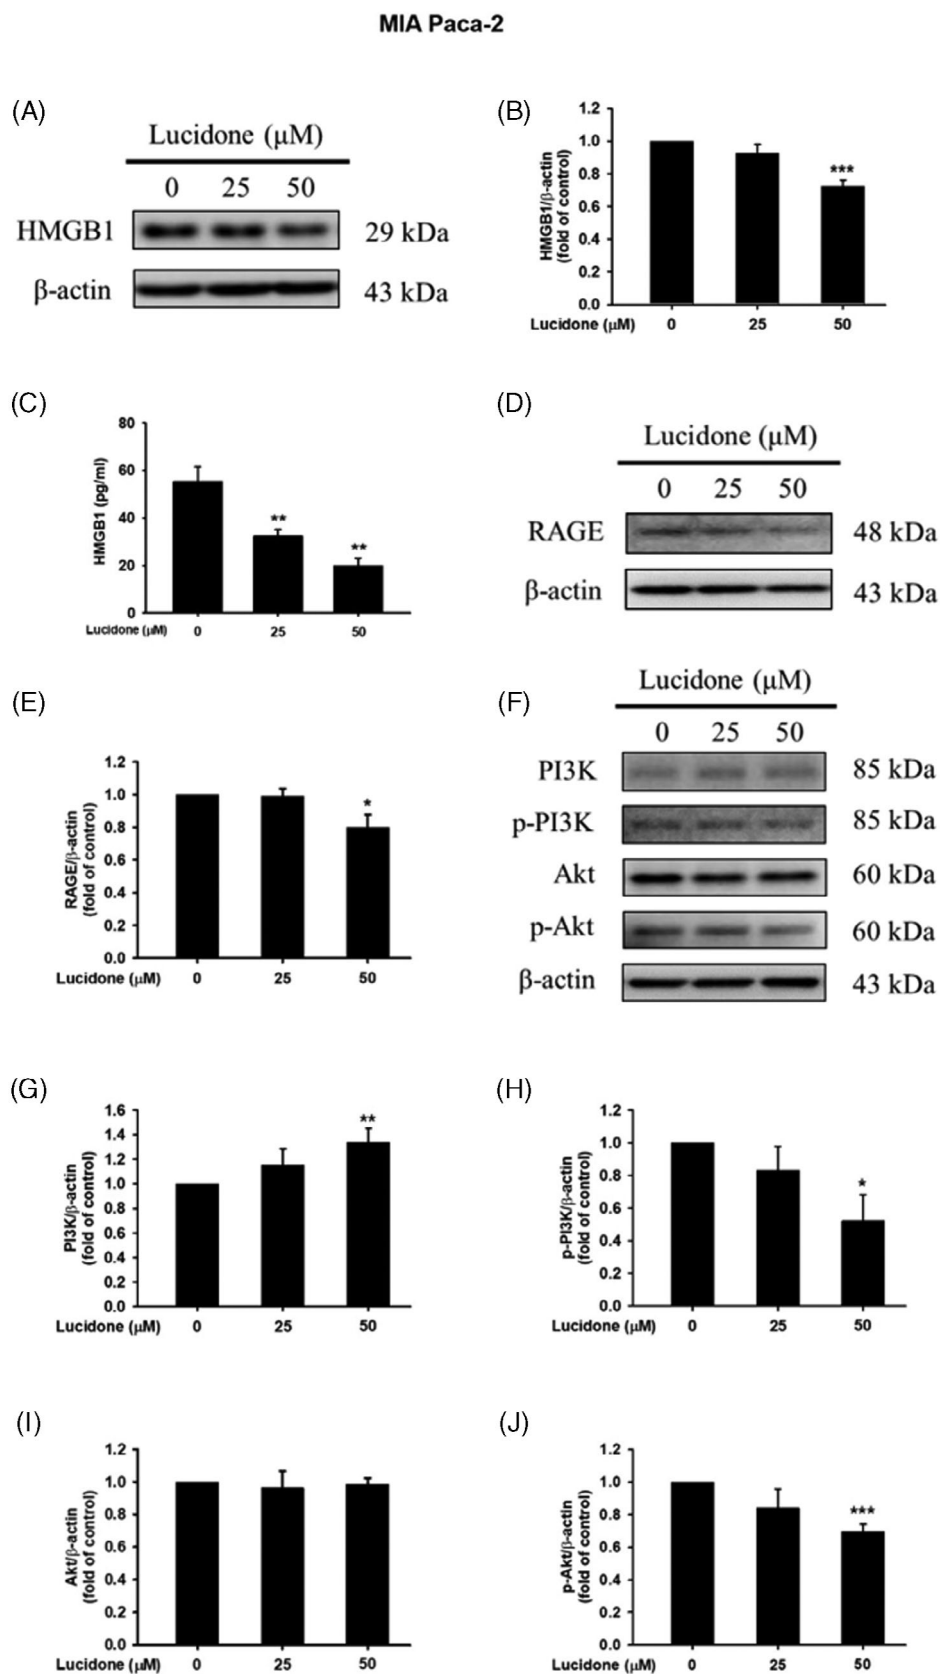 MIA Paca-2
(A)
Lucidone (μM)
0 25 50
HMGB1 29 kDa
β-actin 43 kDa
(B)
HMGB1/β-actin
(fold of control)
1.2
1.0
0.8
0.6
0.4
0.2
0.0
***
Lucidone (μM) 0 25 50
(C)
HMGB1 (pg/ml)
80
60
40
20
0
**
**
Lucidone (μM) 0 25 50
(D)
Lucidone (μM)
0 25 50
RAGE 48 kDa
β-actin 43 kDa
(E)
RAGE/β-actin
(fold of control)
1.2
1.0
0.8
0.6
0.4
0.2
0.0
*
Lucidone (μM) 0 25 50
(F)
Lucidone (μM)
0 25 50
PI3K 85 kDa
p-PI3K 85 kDa
Akt 60 kDa
p-Akt 60 kDa
β-actin 43 kDa
(G)
PI3K/β-actin
(fold of control)
1.6
1.4
1.2
1.0
0.8
0.6
0.4
0.2
0.0
**
Lucidone (μM) 0 25 50
(H)
p-PI3K/β-actin
(fold of control)
1.2
1.0
0.8
0.6
0.4
0.2
0.0
*
Lucidone (μM) 0 25 50
(I)
Akt/β-actin
(fold of control)
1.2
1.0
0.8
0.6
0.4
0.2
0.0
Lucidone (μM) 0 25 50
(J)
p-Akt/β-actin
(fold of control)
1.2
1.0
0.8
0.6
0.4
0.2
0.0
***
Lucidone (μM) 0 25 50